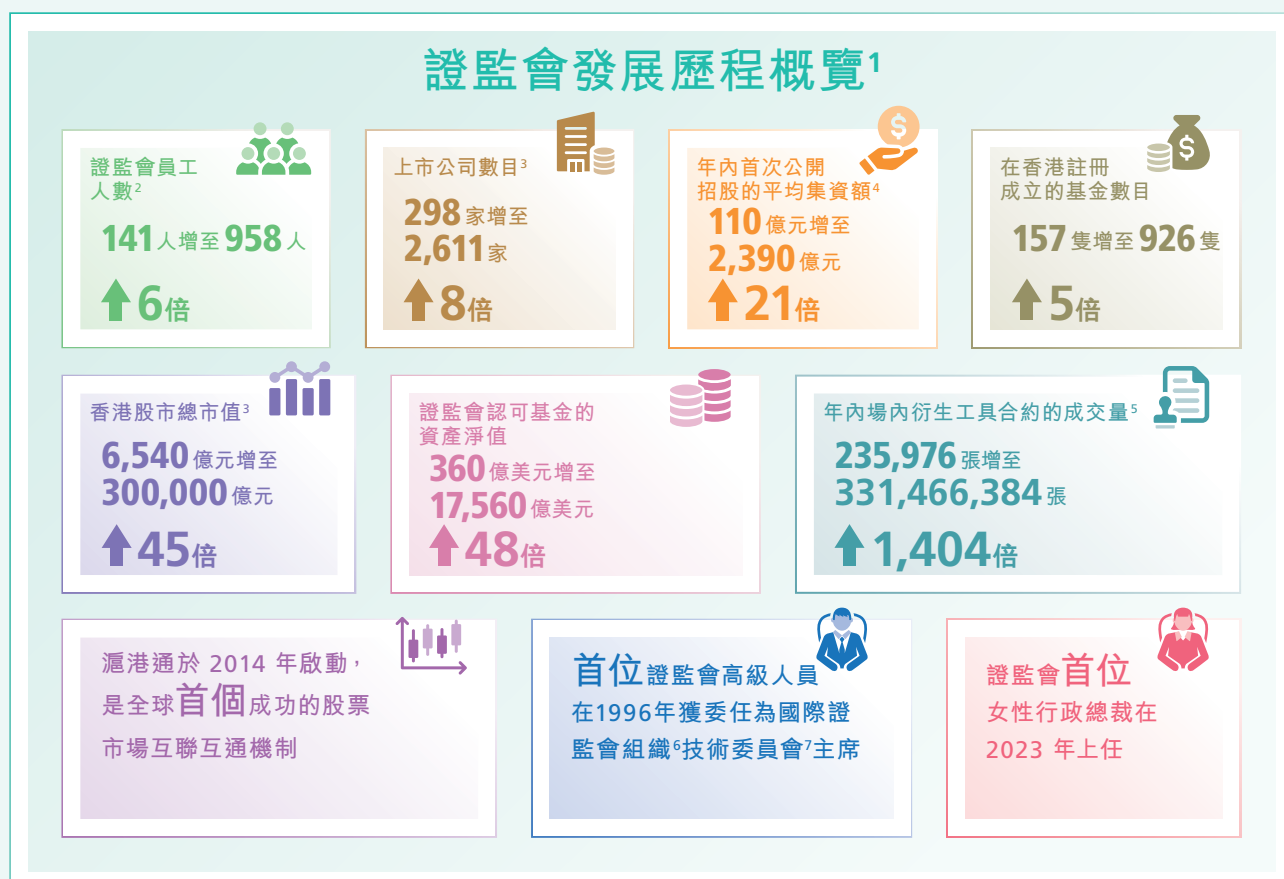 證監會發展歷程概覽¹
證監會員工
人數²
141人增至958人
6倍
上市公司數目³
298家增至
2,611家
8倍
年內首次公開
招股的平均集資額⁴
110億元增至
2,390億元
21倍
在香港註冊
成立的基金數目
157隻增至926隻
5倍
香港股市總市值³
6,540億元增至
300,000億元
45倍
證監會認可基金的
資產淨值
360億美元增至
17,560億美元
48倍
年內場內衍生工具合約的成交量⁵
235,976張增至
331,466,384張
1,404倍
滬港通於 2014 年啟動，
是全球首個成功的股票
市場互聯互通機制
首位證監會高級人員
在1996年獲委任為國際證
監會組織⁶技術委員會⁷主席
證監會首位
女性行政總裁在
2023 年上任